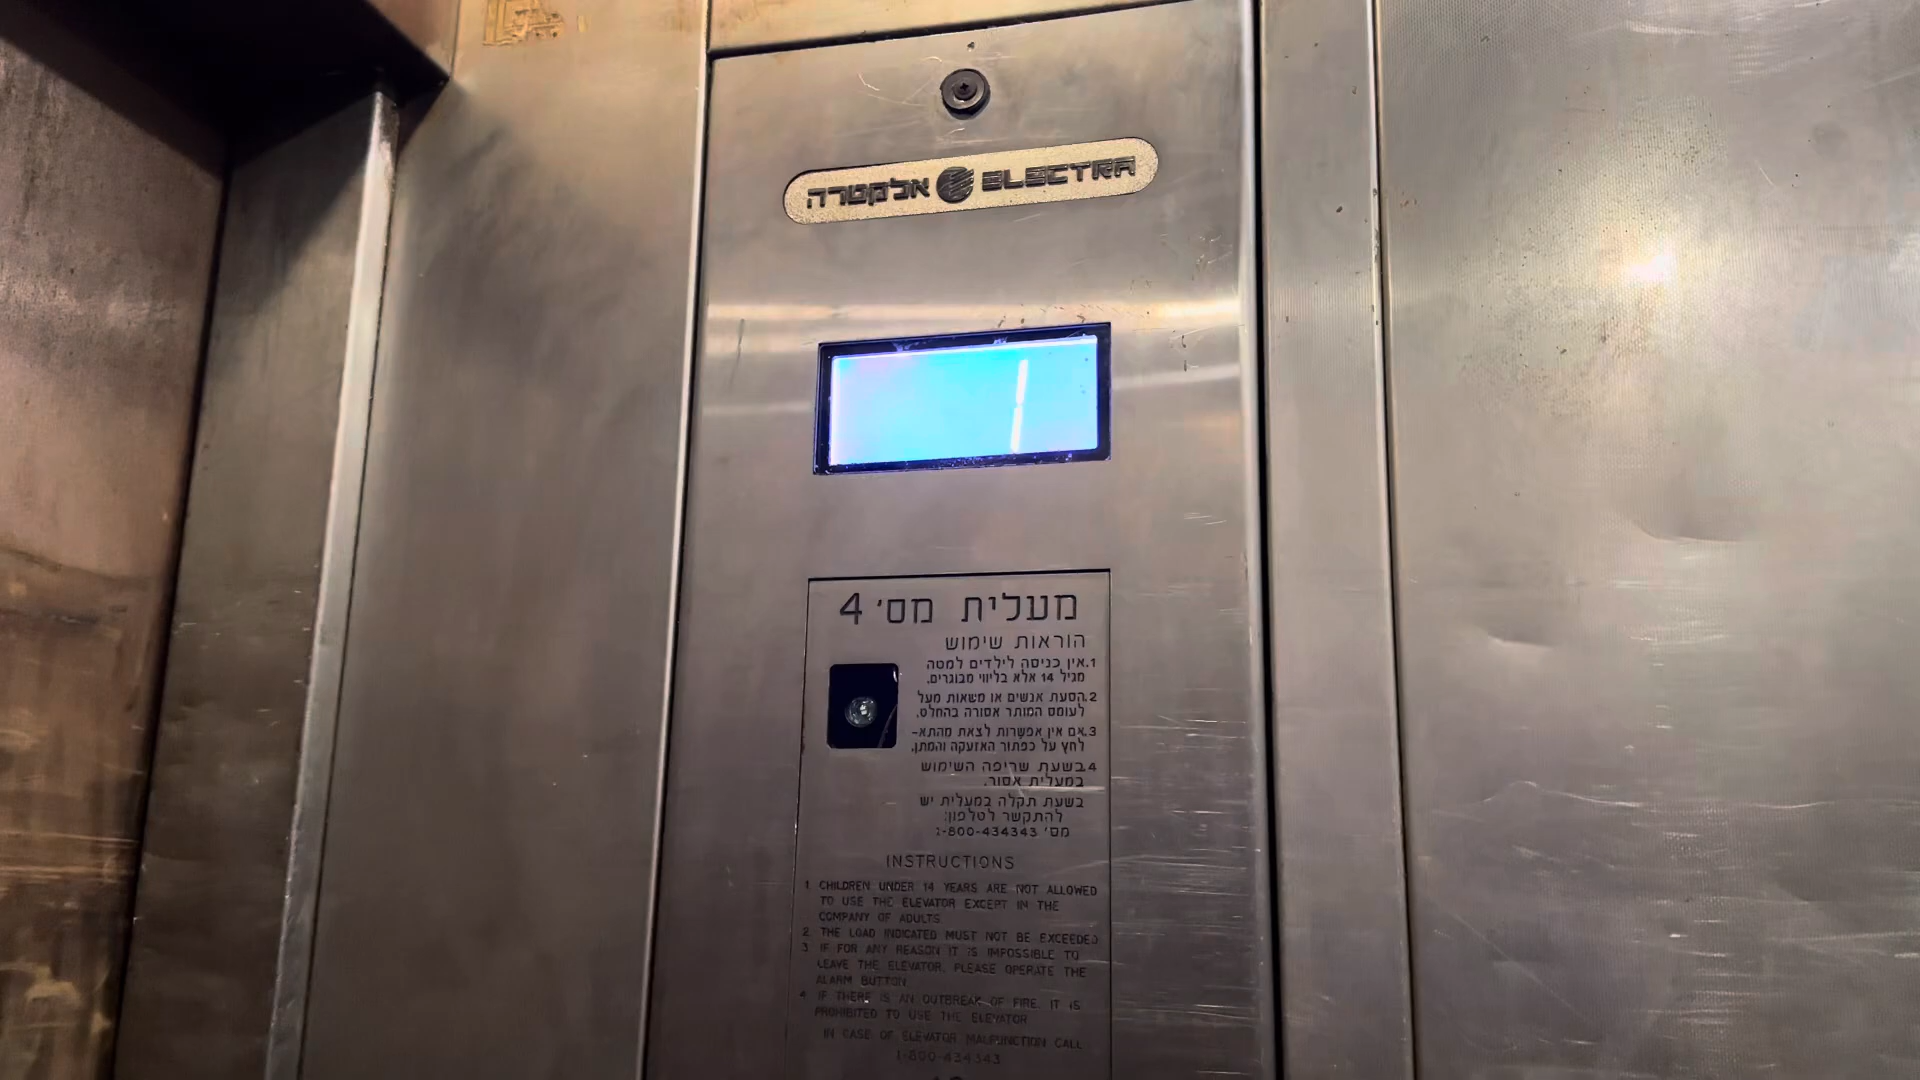 אלקטרה ELECTRA
מעלית מס' 4
הוראות שימוש
1. אין כניסה לילדים למטה
מגיל 14 אלא בליווי מבוגרים.
2. הסעת אנשים או משאות מעל
לעומס המותר אסורה בהחלט.
3. אם אין אפשרות לצאת מהתא-
לחץ על כפתור האזעקה והמתן.
4. בשעת שריפה השימוש
במעלית אסור.
בשעת תקלה במעלית יש
להתקשר לטלפון:
מס' 1-800-434343
INSTRUCTIONS
1 CHILDREN UNDER 14 YEARS ARE NOT ALLOWED
TO USE THE ELEVATOR EXCEPT IN THE
COMPANY OF ADULTS
2. THE LOAD INDICATED MUST NOT BE EXCEEDED
3 IF FOR ANY REASON IT IS IMPOSSIBLE TO
LEAVE THE ELEVATOR, PLEASE OPERATE THE
ALARM BUTTON
4 IF THERE IS AN OUTBREAK OF FIRE, IT IS
PROHIBITED TO USE THE ELEVATOR
IN CASE OF ELEVATOR MALFUNCTION CALL
1-800-434343